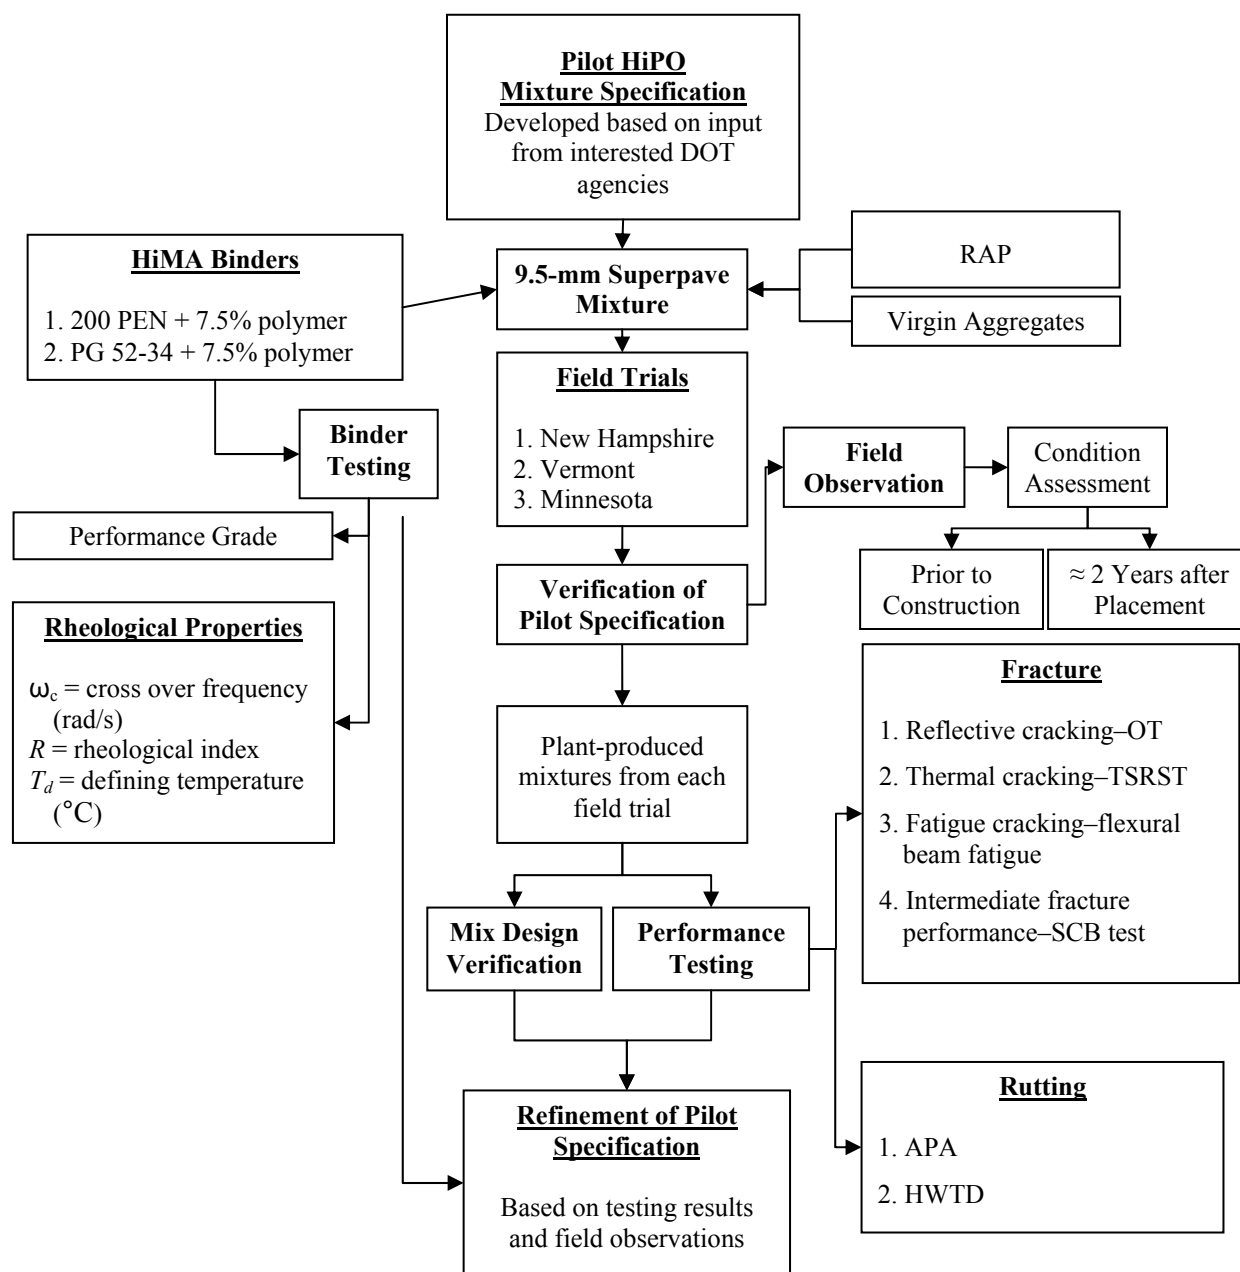 Pilot HiPO
Mixture Specification
Developed based on input
from interested DOT
agencies
HiMA Binders
1. 200 PEN + 7.5% polymer
2. PG 52-34 + 7.5% polymer
9.5-mm Superpave
Mixture
RAP
Virgin Aggregates
Field Trials
1. New Hampshire
2. Vermont
3. Minnesota
Binder
Testing
Field
Observation
Condition
Assessment
Performance Grade
Verification of
Pilot Specification
Prior to
Construction
≈ 2 Years after
Placement
Rheological Properties
ω_c = cross over frequency
(rad/s)
R = rheological index
T_d = defining temperature
(°C)
Plant-produced
mixtures from each
field trial
Fracture
1. Reflective cracking–OT
2. Thermal cracking–TSRST
3. Fatigue cracking–flexural
beam fatigue
4. Intermediate fracture
performance–SCB test
Mix Design
Verification
Performance
Testing
Rutting
1. APA
2. HWTD
Refinement of Pilot
Specification
Based on testing results
and field observations